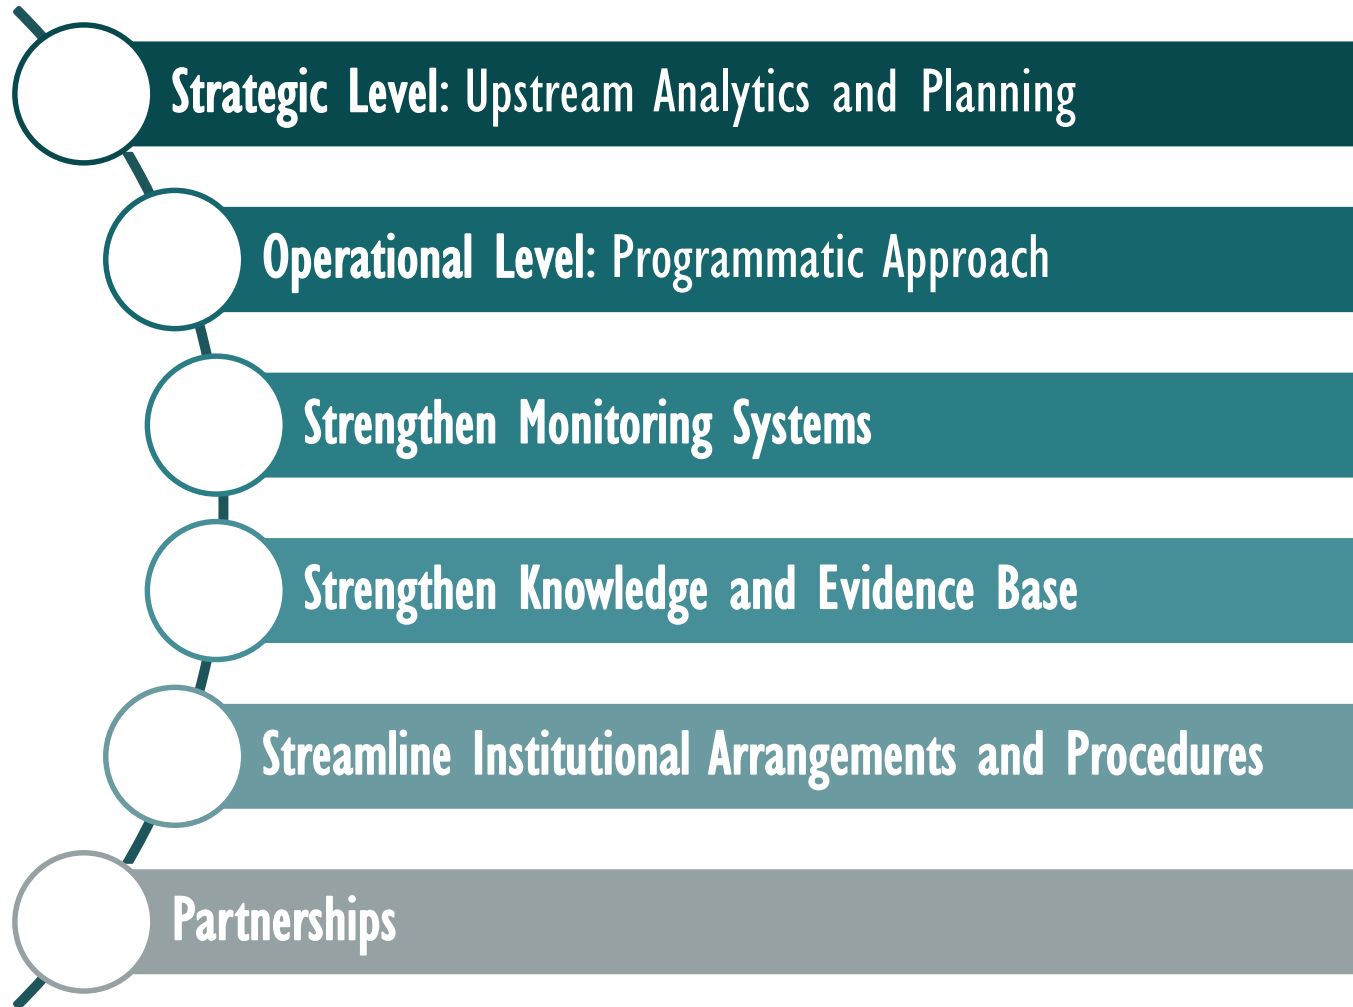 Strategic Level: Upstream Analytics and Planning
Operational Level: Programmatic Approach
Strengthen Monitoring Systems
Strengthen Knowledge and Evidence Base
Streamline Institutional Arrangements and Procedures
Partnerships